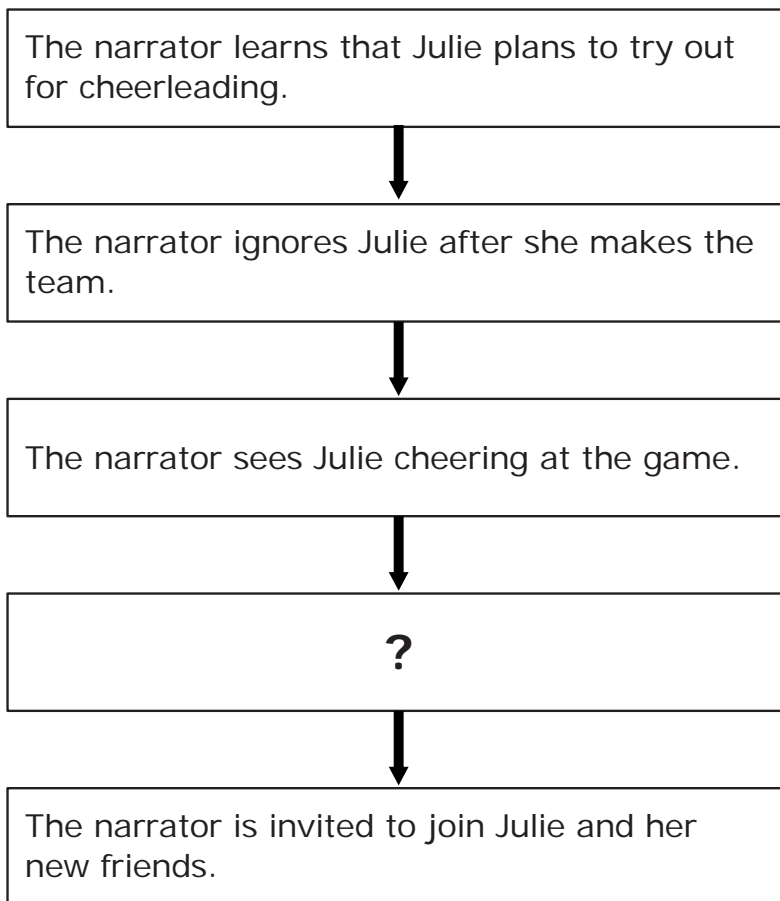 The narrator learns that Julie plans to try out
for cheerleading.
The narrator ignores Julie after she makes the
team.
The narrator sees Julie cheering at the game.
?
The narrator is invited to join Julie and her
new friends.